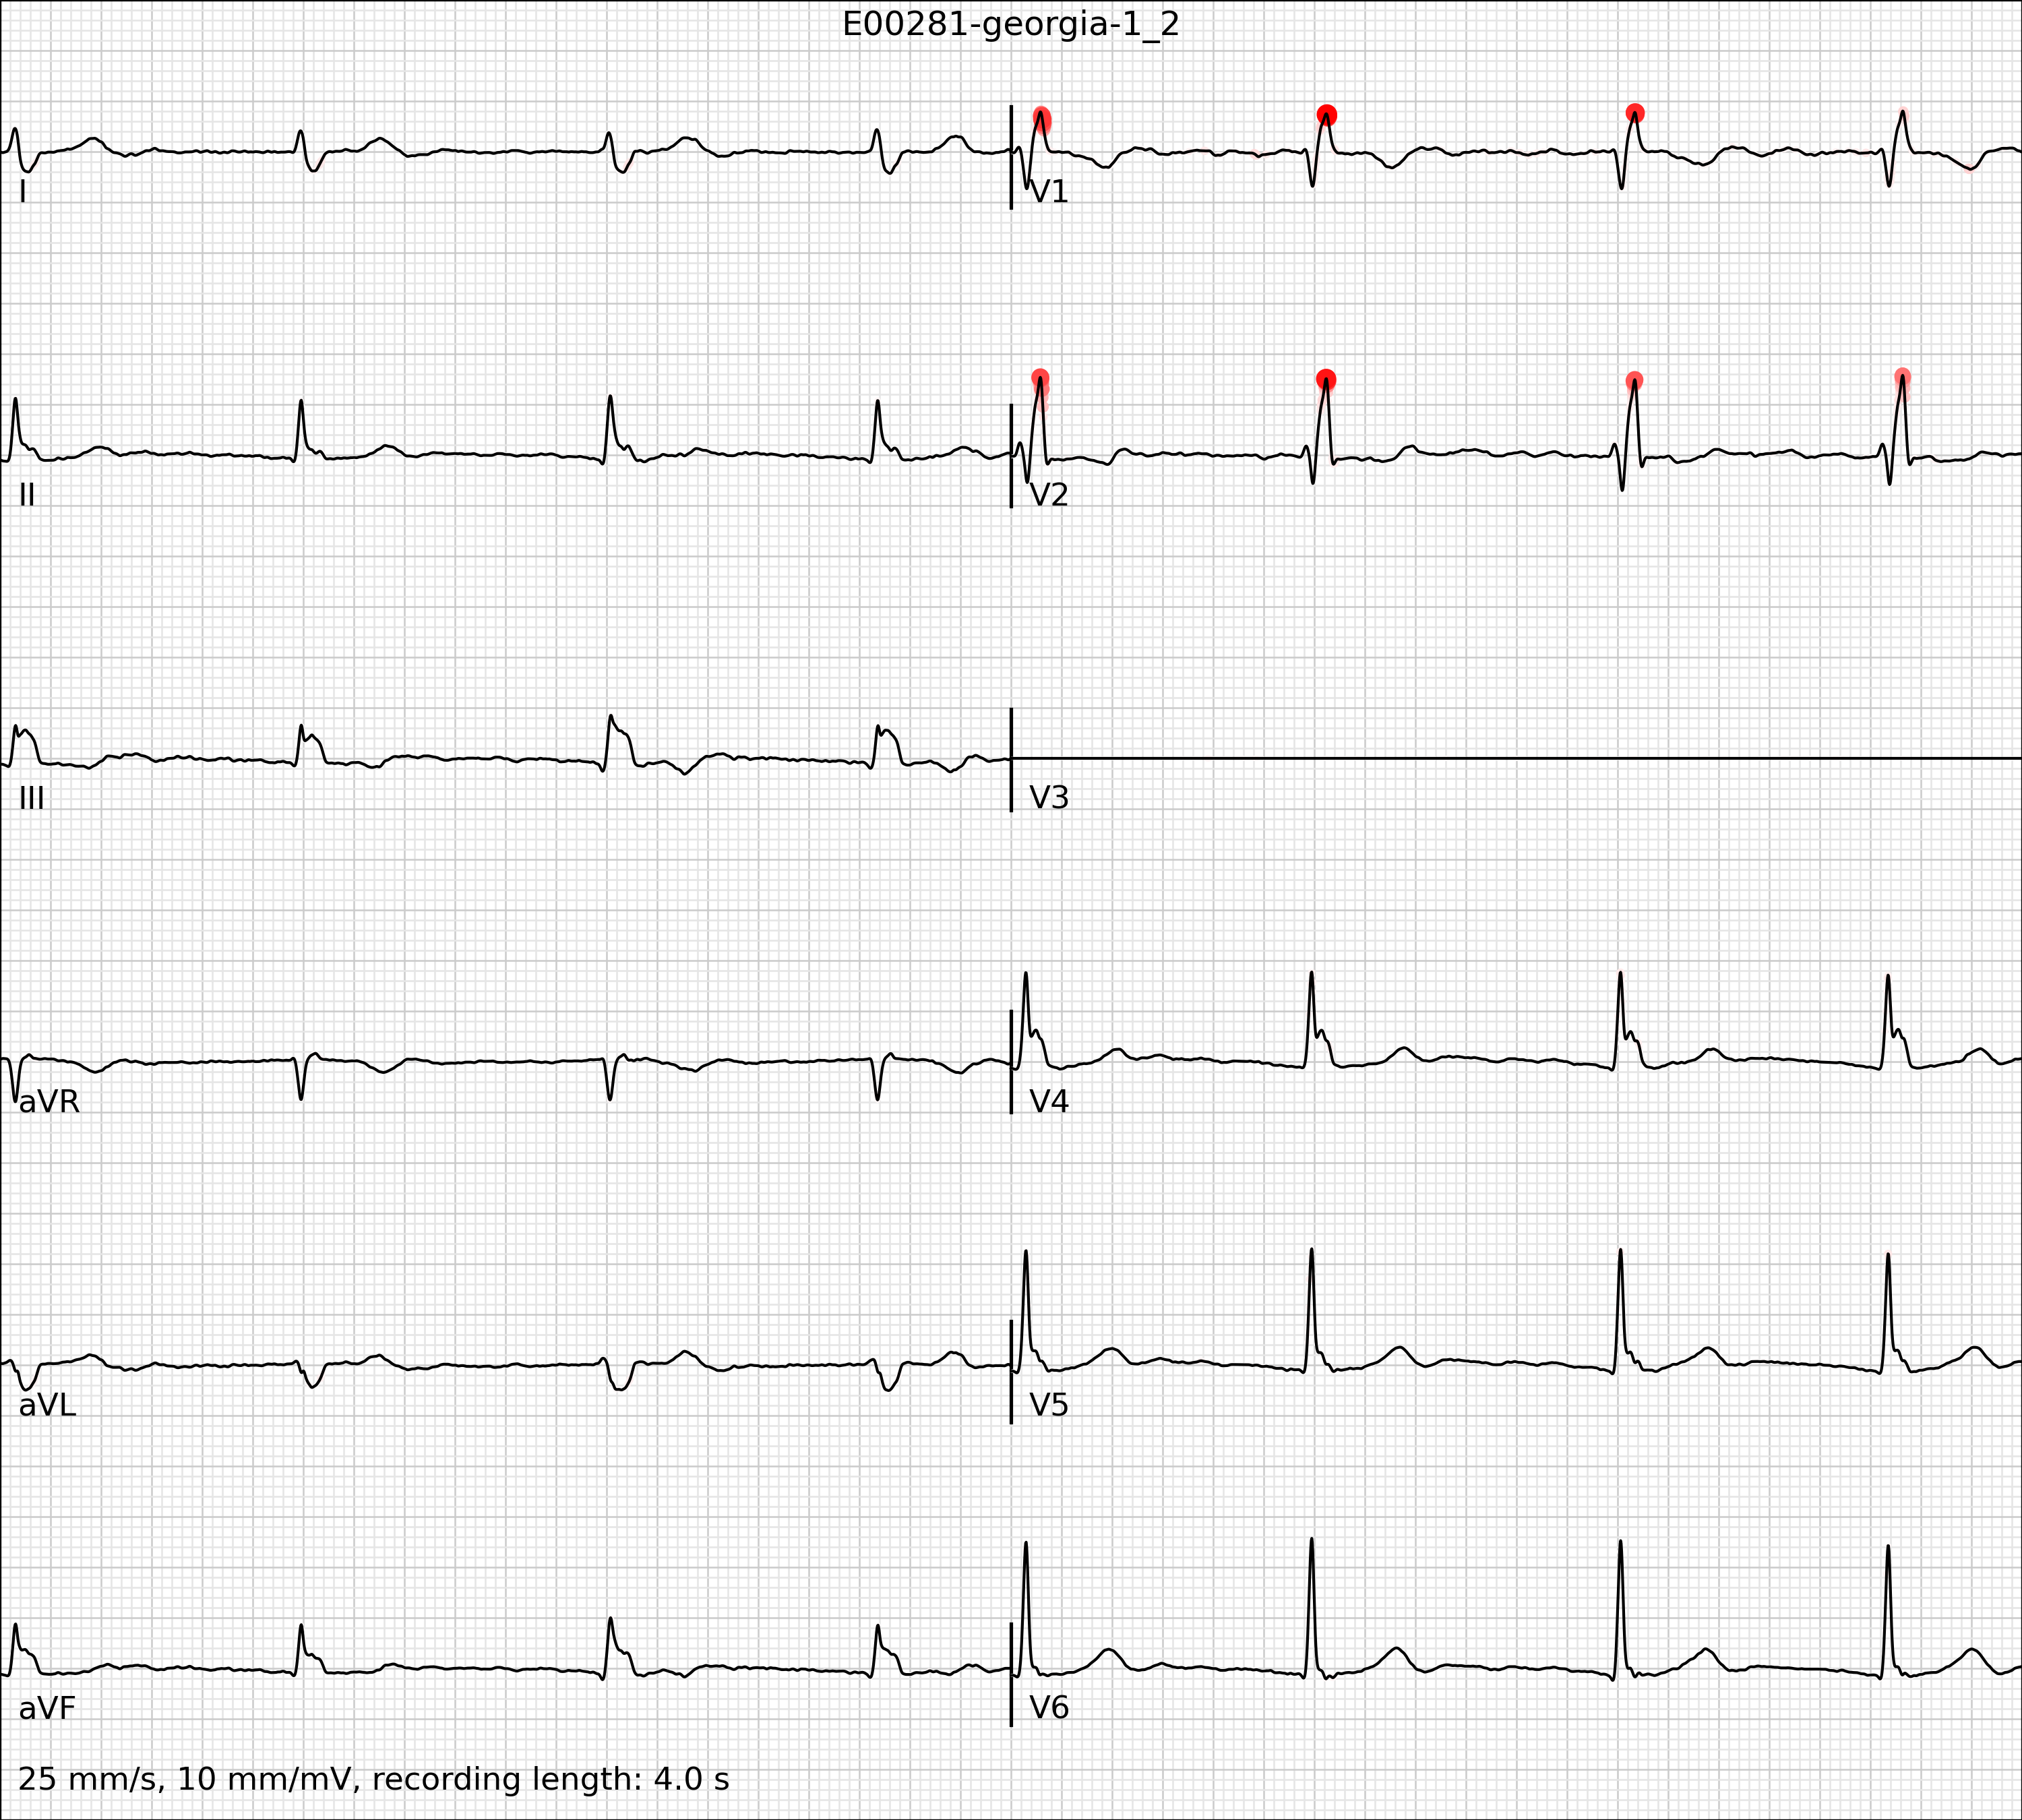 E00281-georgia-1_2
I
V1
II
V2
III
V3
aVR
V4
aVL
V5
aVF
V6
25 mm/s, 10 mm/mV, recording length: 4.0 s